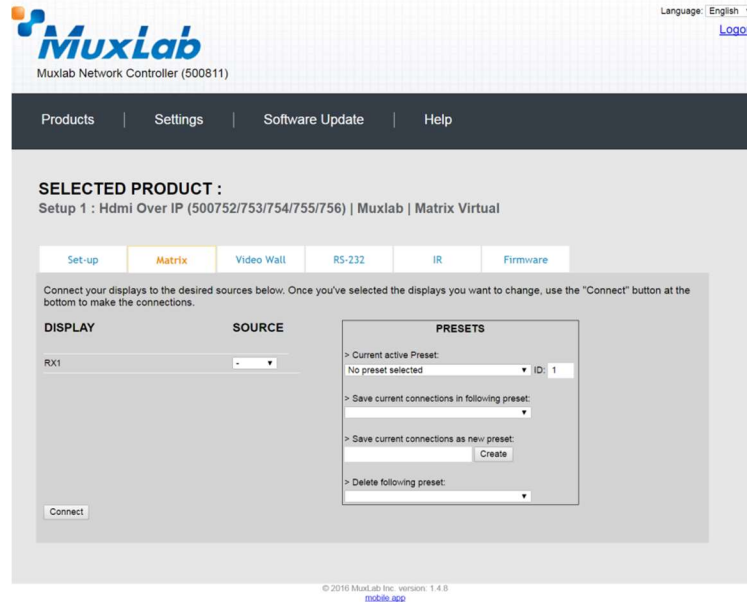 Language: English
Logou
MuxLab
Muxlab Network Controller (500811)
Products | Settings | Software Update | Help
SELECTED PRODUCT :
Setup 1 : Hdmi Over IP (500752/753/754/755/756) | Muxlab | Matrix Virtual
Set-up Matrix Video Wall RS-232 IR Firmware
Connect your displays to the desired sources below. Once you've selected the displays you want to change, use the "Connect" button at the
bottom to make the connections.
DISPLAY SOURCE
RX1 -
PRESETS
> Current active Preset:
No preset selected ID: 1
> Save current connections in following preset:
> Save current connections as new preset:
Create
> Delete following preset:
Connect
© 2016 MuxLab Inc. version: 1.4.8
mobile app